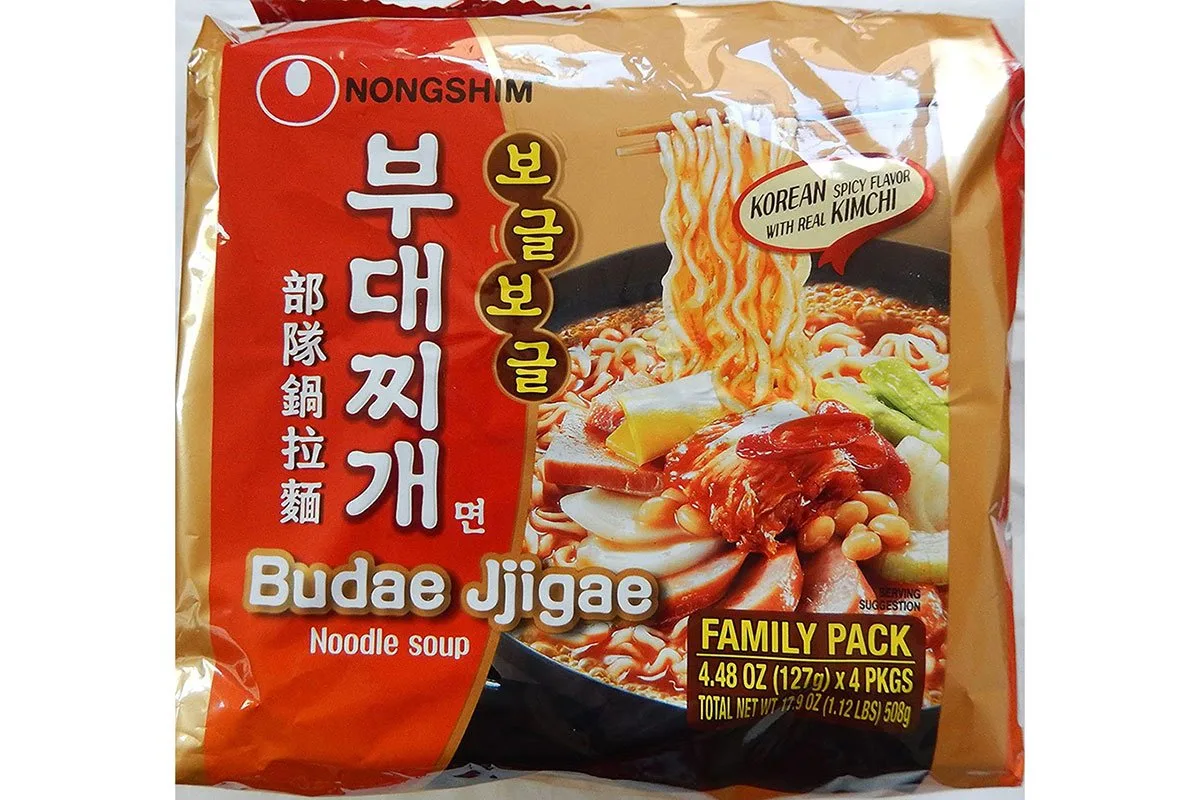 NONGSHIM
보글보글
부대찌개면
部隊鍋拉麵
Budae Jjigae
Noodle soup
KOREAN SPICY FLAVOR
WITH REAL KIMCHI
SERVING
SUGGESTION
FAMILY PACK
4.48 OZ (127g) x 4 PKGS
TOTAL NET WT 17.9 OZ (1.12 LBS) 508g